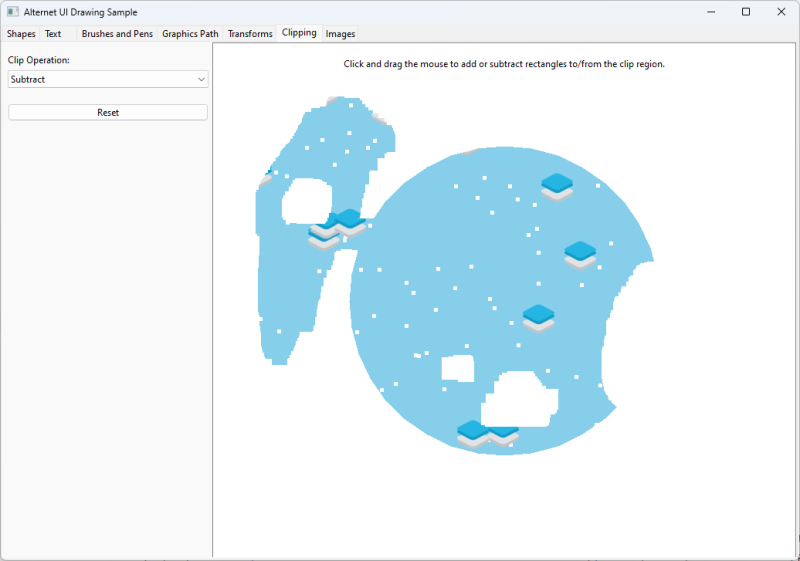 Alternet UI Drawing Sample
Shapes Text Brushes and Pens Graphics Path Transforms Clipping Images
Clip Operation:
Subtract
Reset
Click and drag the mouse to add or subtract rectangles to/from the clip region.